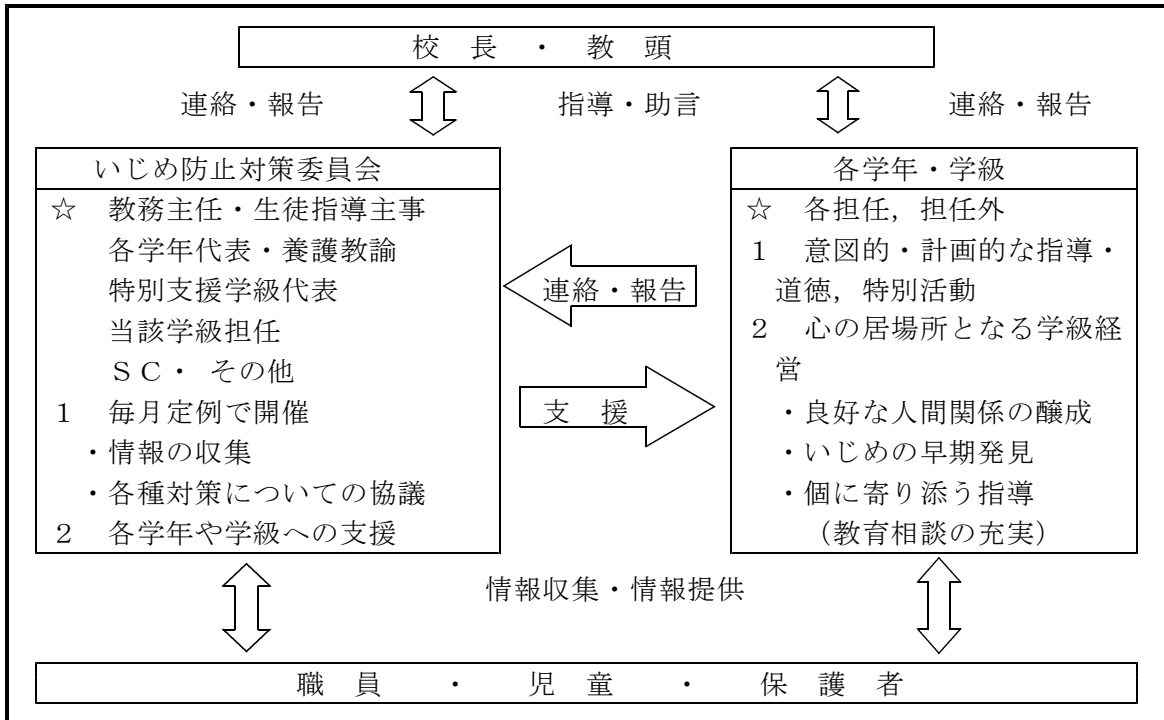 校 長 ・ 教 頭
連絡・報告
指導・助言
連絡・報告
いじめ防止対策委員会
☆ 教務主任・生徒指導主事
各学年代表・養護教諭
特別支援学級代表
当該学級担任
ＳＣ・ その他
１ 毎月定例で開催
・情報の収集
・各種対策についての協議
２ 各学年や学級への支援
連絡・報告
支 援
各学年・学級
☆ 各担任，担任外
１ 意図的・計画的な指導・
道徳，特別活動
２ 心の居場所となる学級経
営
・良好な人間関係の醸成
・いじめの早期発見
・個に寄り添う指導
（教育相談の充実）
情報収集・情報提供
職 員 ・ 児 童 ・ 保 護 者